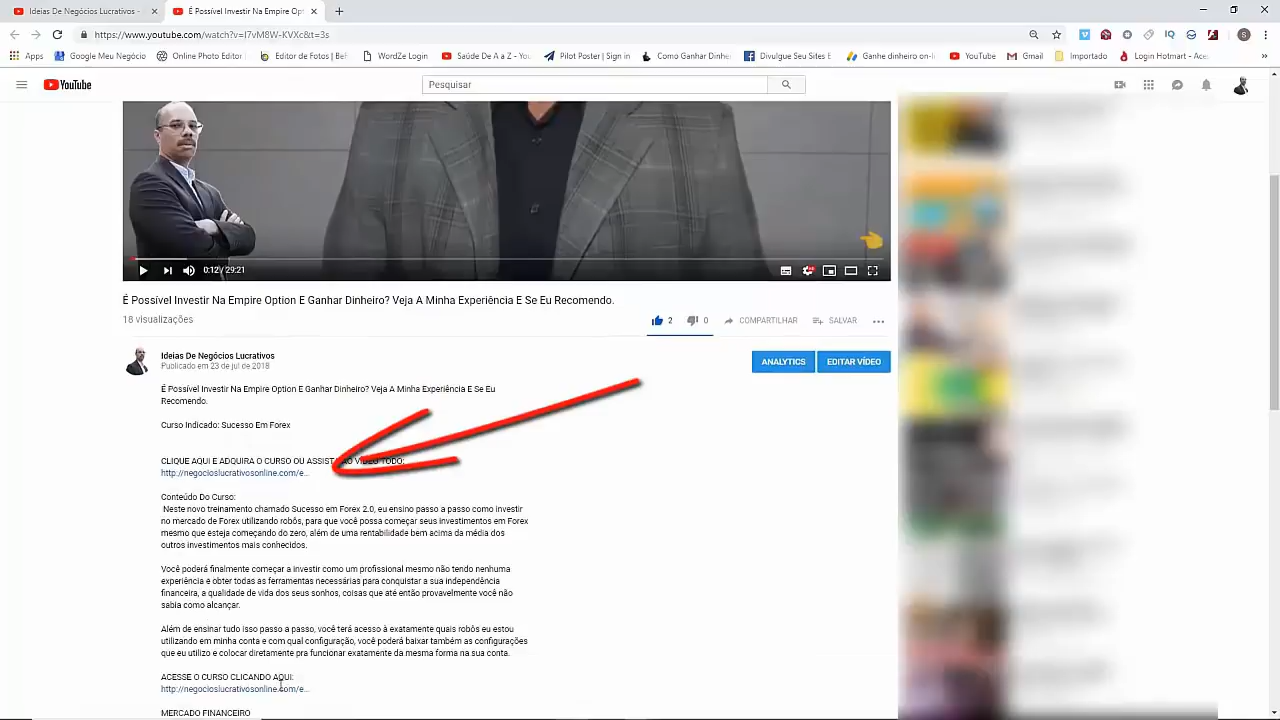 Ideias De Negócios Lucrativos -
É Possível Investir Na Empire Op
https://www.youtube.com/watch?v=I7vM8W-KVXc&t=3s
Apps
Google Meu Negócio
Online Photo Editor
Editor de Fotos | Bef
WordZe Login
Saúde De A a Z - You
Pilot Poster | Sign in
Como Ganhar Dinhe
Divulgue Seu Sites E
Ganhe dinheiro on-li
YouTube
Gmail
Importado
Login Hotmart - Aces
YouTube
Pesquisar
0:12 / 29:21
É Possível Investir Na Empire Option E Ganhar Dinheiro? Veja A Minha Experiência E Se Eu Recomendo.
18 visualizações
2
0
COMPARTILHAR
SALVAR
Ideias De Negócios Lucrativos
Publicado em 23 de jul de 2018
ANALYTICS
EDITAR VÍDEO
É Possível Investir Na Empire Option E Ganhar Dinheiro? Veja A Minha Experiência E Se Eu
Recomendo.
Curso Indicado: Sucesso Em Forex
CLIQUE AQUI E ADQUIRA O CURSO OU ASSISTA AO VÍDEO TODO:
http://negocioslucrativosonline.com/e...
Conteúdo Do Curso:
Neste novo treinamento chamado Sucesso em Forex 2.0, eu ensino passo a passo como investir
no mercado de Forex utilizando robôs, para que você possa começar seus investimentos em Forex
mesmo que esteja começando do zero, além de uma rentabilidade bem acima da média dos
outros investimentos mais conhecidos.
Você poderá finalmente começar a investir como um profissional mesmo não tendo nenhuma
experiência e obter todas as ferramentas necessárias para conquistar a sua independência
financeira, a qualidade de vida dos seus sonhos, coisas que até então provavelmente você não
sabia como alcançar.
Além de ensinar tudo isso passo a passo, você terá acesso à exatamente quais robôs eu estou
utilizando em minha conta e com qual configuração, você poderá baixar também as configurações
que eu utilizo e colocar diretamente pra funcionar exatamente da mesma forma na sua conta.
ACESSE O CURSO CLICANDO AQUI:
http://negocioslucrativosonline.com/e...
MERCADO FINANCEIRO